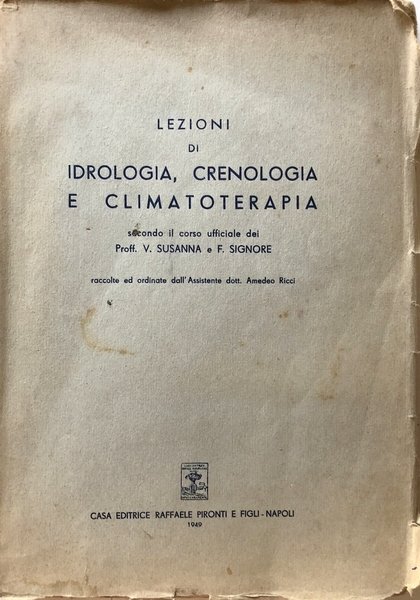 LEZIONI
DI
IDROLOGIA, CRENOLOGIA
E CLIMATOTERAPIA
secondo il corso ufficiale dei
Proff. V. SUSANNA e F. SIGNORE
raccolte ed ordinate dall'Assistente dott. Amedeo Ricci
CASA EDITRICE RAFFAELE PIRONTI E FIGLI - NAPOLI
1949